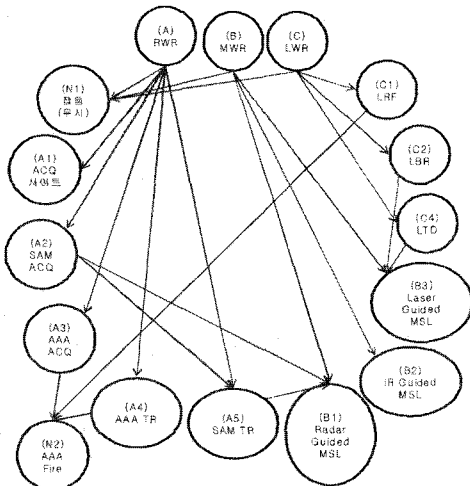 (A)
RWR
(B)
MWR
(C)
LWR
(N1)
잡음
(무시)
(C1)
LRF
(A1)
ACQ
사이트
(C2)
LBR
(A2)
SAM
ACQ
(C4)
LTD
(B3)
Laser
Guided
MSL
(A3)
AAA
ACQ
(B2)
IR Guided
MSL
(A4)
AAA TR
(A5)
SAM TR
(B1)
Radar
Guided
MSL
(N2)
AAA
Fire